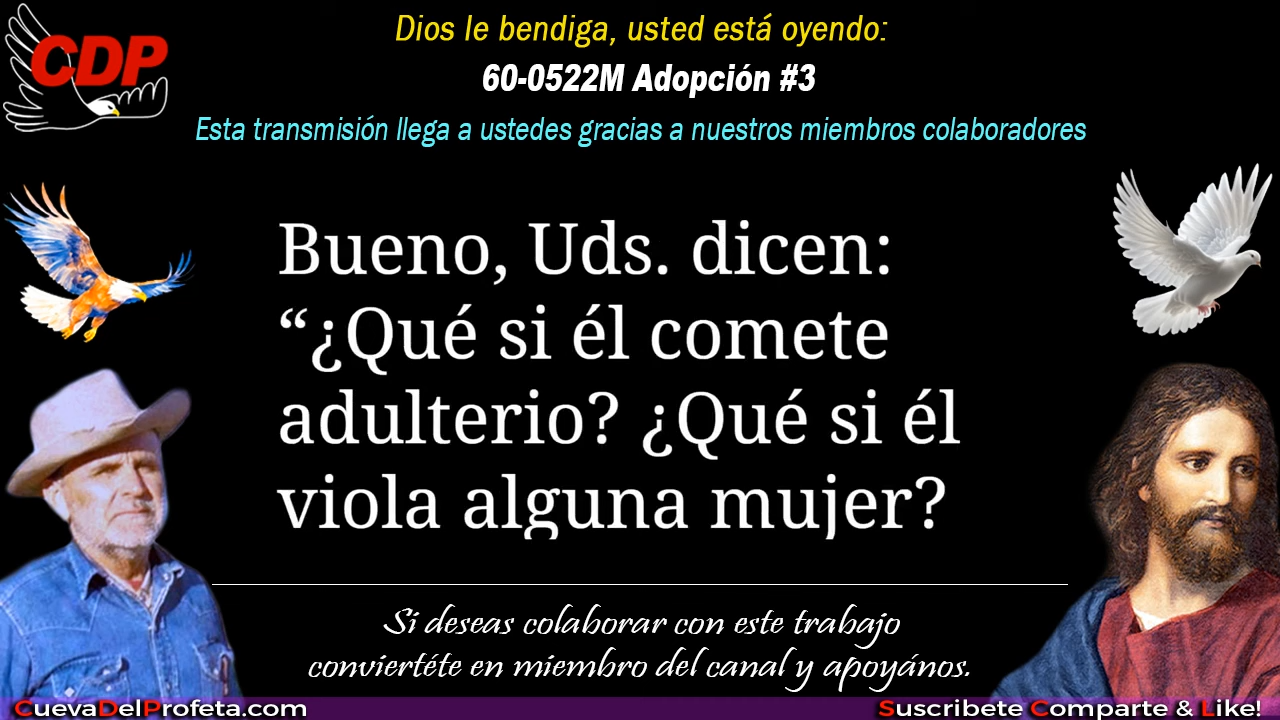 CDP
Dios le bendiga, usted está oyendo:
60-0522M Adopción #3
Esta transmisión llega a ustedes gracias a nuestros miembros colaboradores
Bueno, Uds. dicen:
“¿Qué si él comete
adulterio? ¿Qué si él
viola alguna mujer?
Si deseas colaborar con este trabajo
conviertéte en miembro del canal y apoyános.
CuevaDelProfeta.com
Suscribete Comparte & Like!